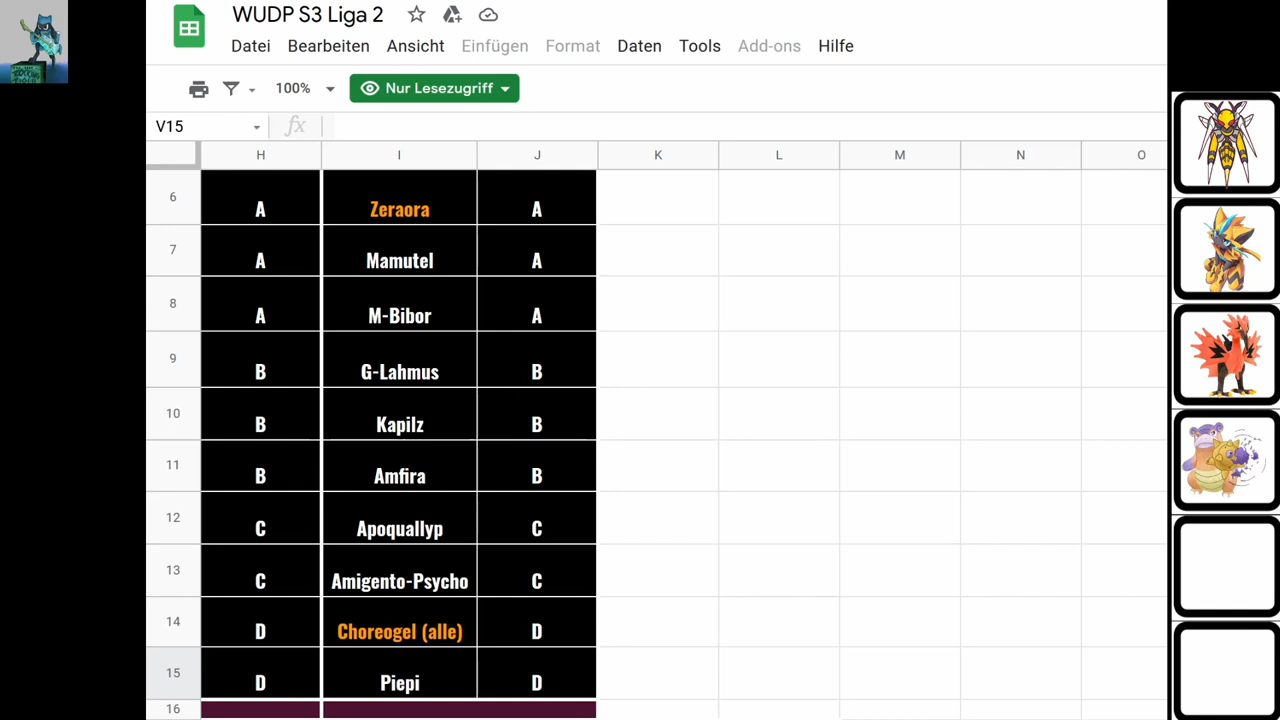 WUDP S3 Liga 2
Datei Bearbeiten Ansicht Einfügen Format Daten Tools Add-ons Hilfe
100% Nur Lesezugriff
V15 fx
H I J K L M N O
6 A Zeraora A
7 A Mamutel A
8 A M-Bibor A
9 B G-Lahmus B
10 B Kapilz B
11 B Amfira B
12 C Apoquallyp C
13 C Amigento-Psycho C
14 D Choreogel (alle) D
15 D Piepi D
16